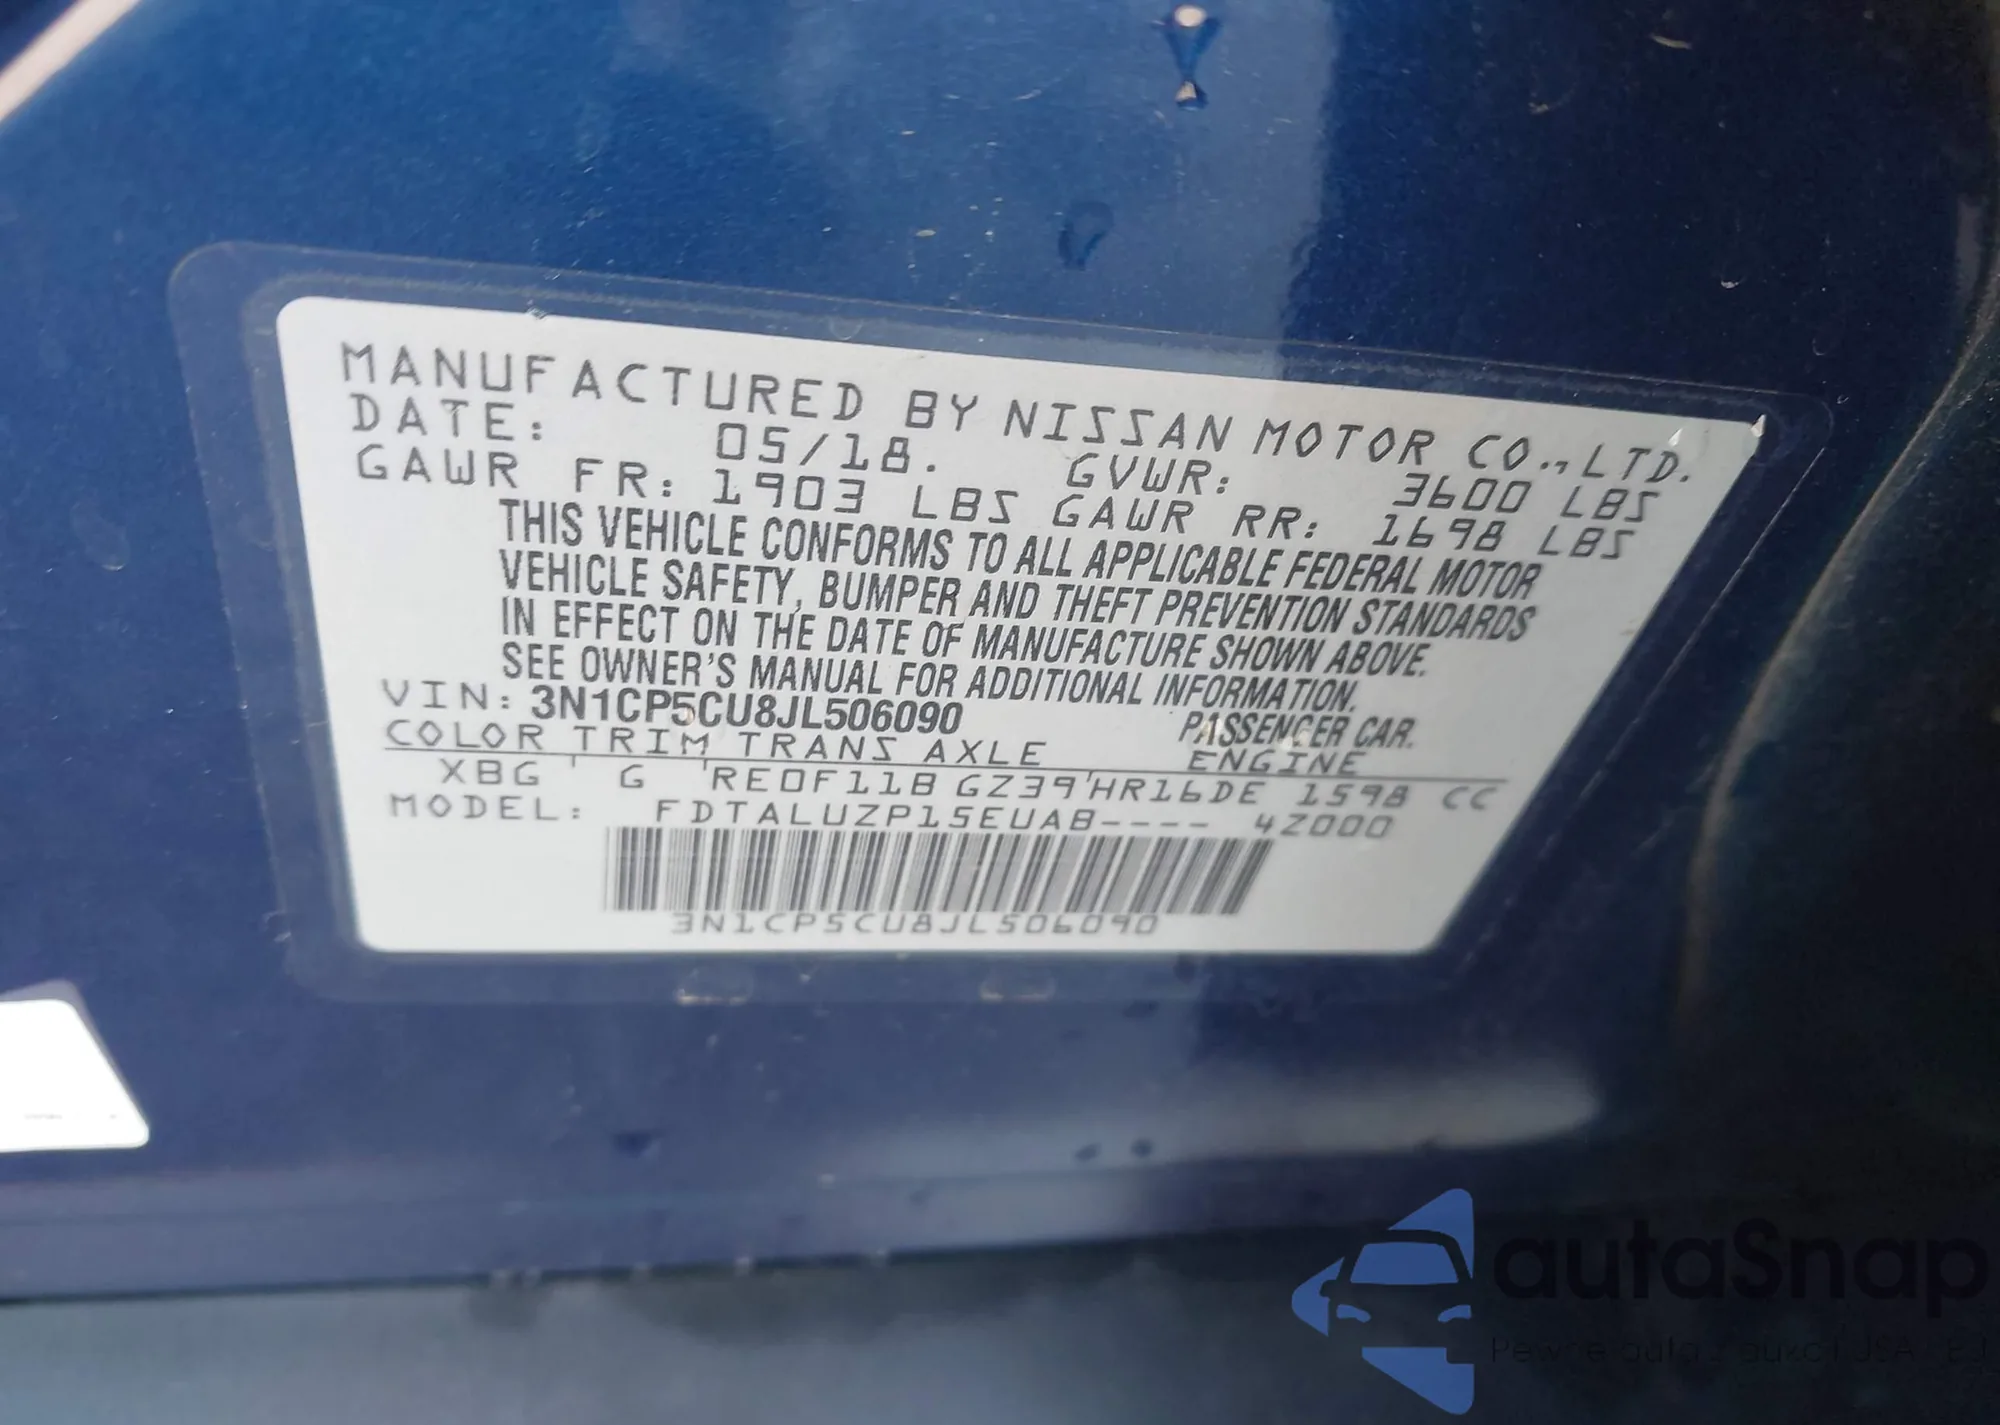 MANUFACTURED BY NISSAN MOTOR CO.,LTD.
DATE: 05/18. GVWR: 3600 LBS
GAWR FR: 1903 LBS GAWR RR: 1698 LBS
THIS VEHICLE CONFORMS TO ALL APPLICABLE FEDERAL MOTOR
VEHICLE SAFETY, BUMPER AND THEFT PREVENTION STANDARDS
IN EFFECT ON THE DATE OF MANUFACTURE SHOWN ABOVE.
SEE OWNER'S MANUAL FOR ADDITIONAL INFORMATION.
VIN: 3N1CP5CU8JL506090 PASSENGER CAR.
COLOR TRIM TRANS AXLE ENGINE
XBG G RE0F11B GZ39 HR16DE 1598 CC
MODEL: FDTALUZP15EUAB---- 4Z000
3N1CP5CU8JL506090
autoSnap